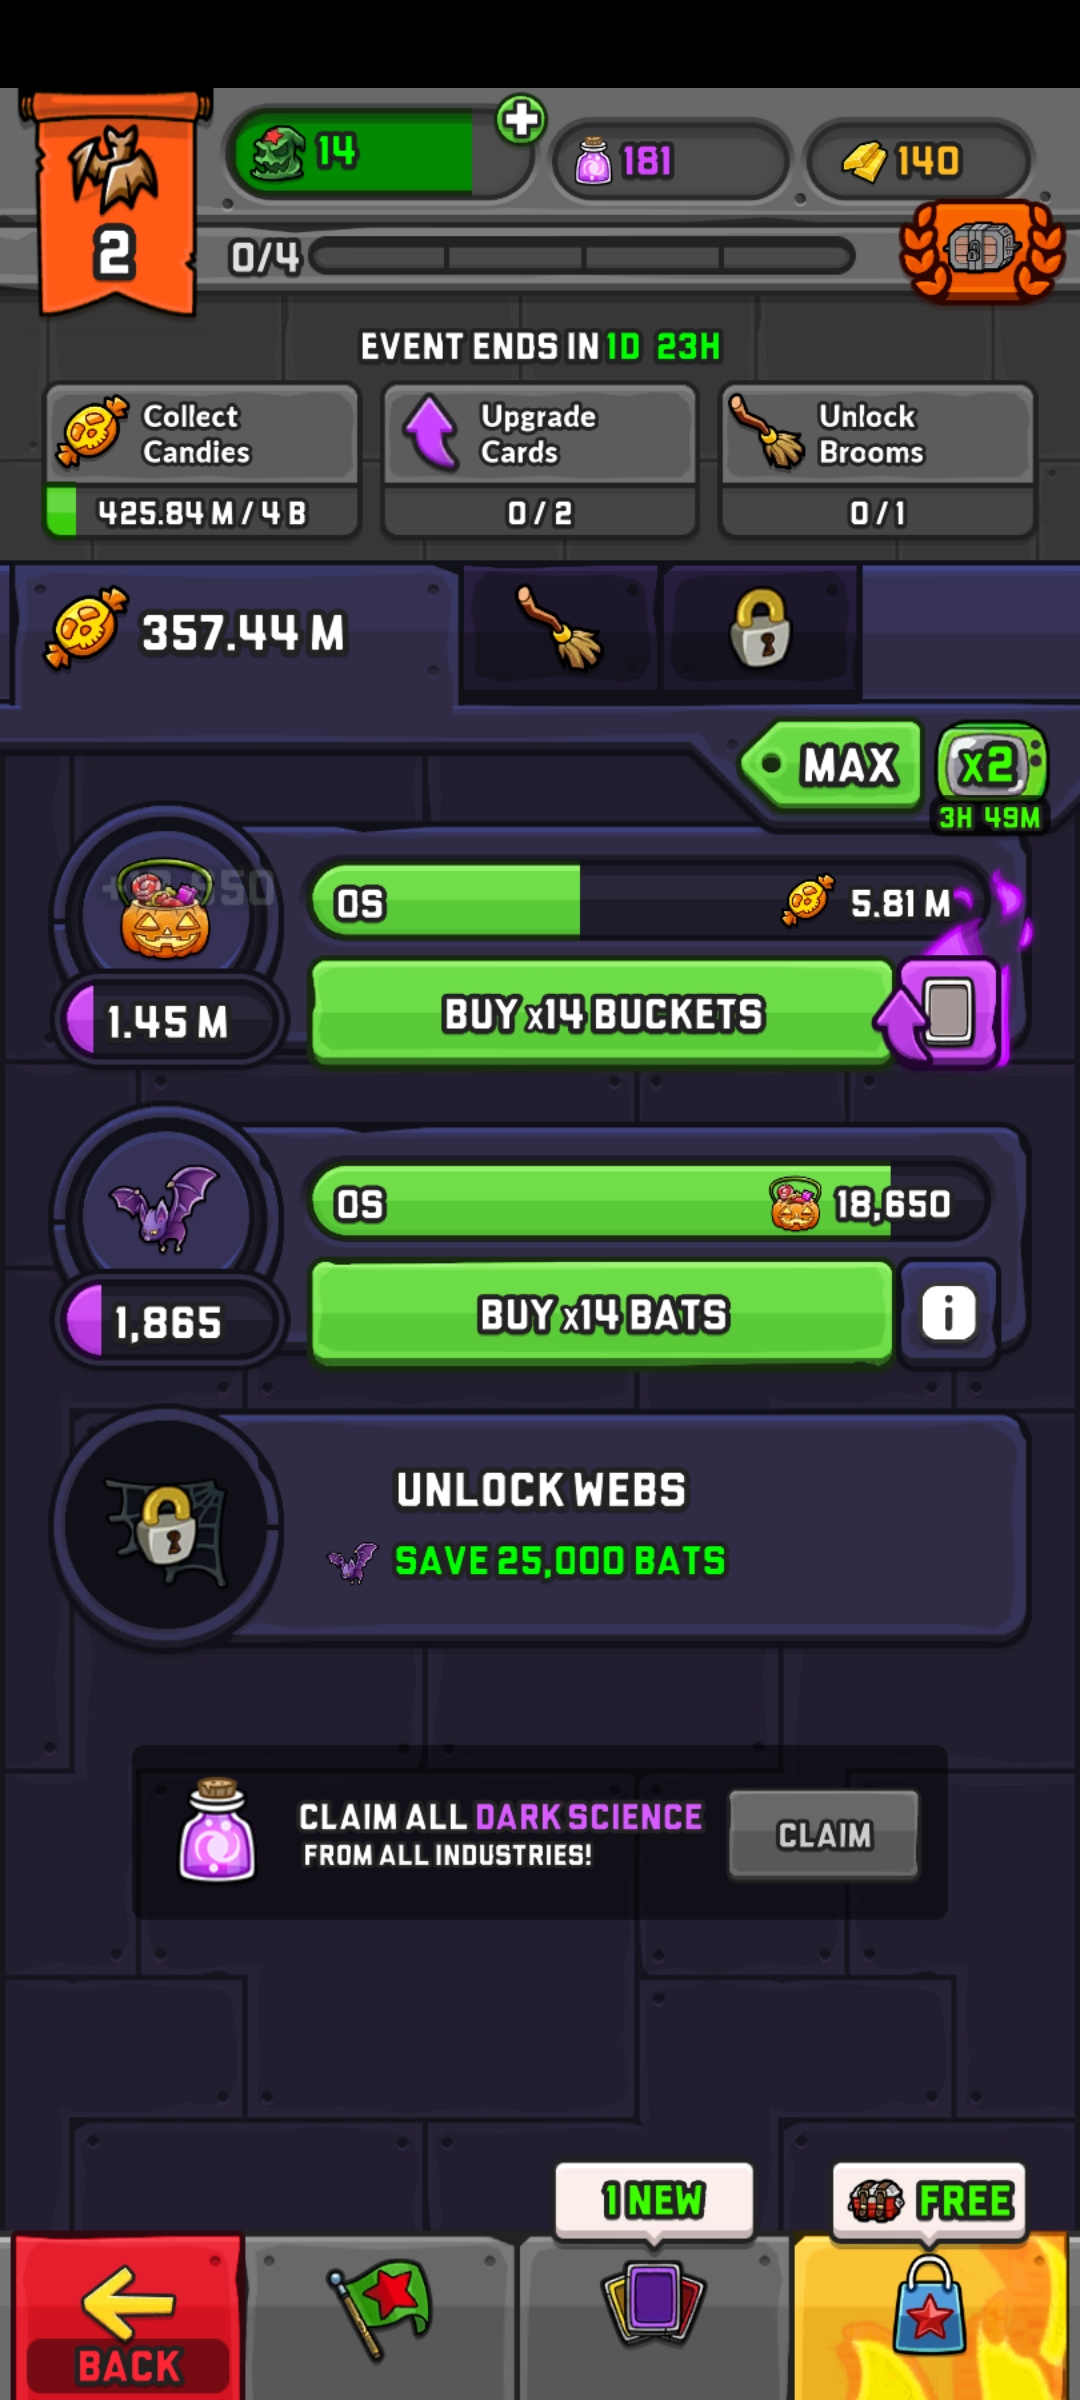 14
181
140
2
0/4
EVENT ENDS IN 1D 23H
Collect
Candies
Upgrade
Cards
Unlock
Brooms
425.84 M / 4 B
0 / 2
0 / 1
357.44 M
MAX
x2
3H 49M
0S
5.81 M
BUY x14 BUCKETS
1.45 M
0S
18,650
BUY x14 BATS
i
1,865
UNLOCK WEBS
SAVE 25,000 BATS
CLAIM ALL DARK SCIENCE
FROM ALL INDUSTRIES!
CLAIM
1 NEW
FREE
BACK